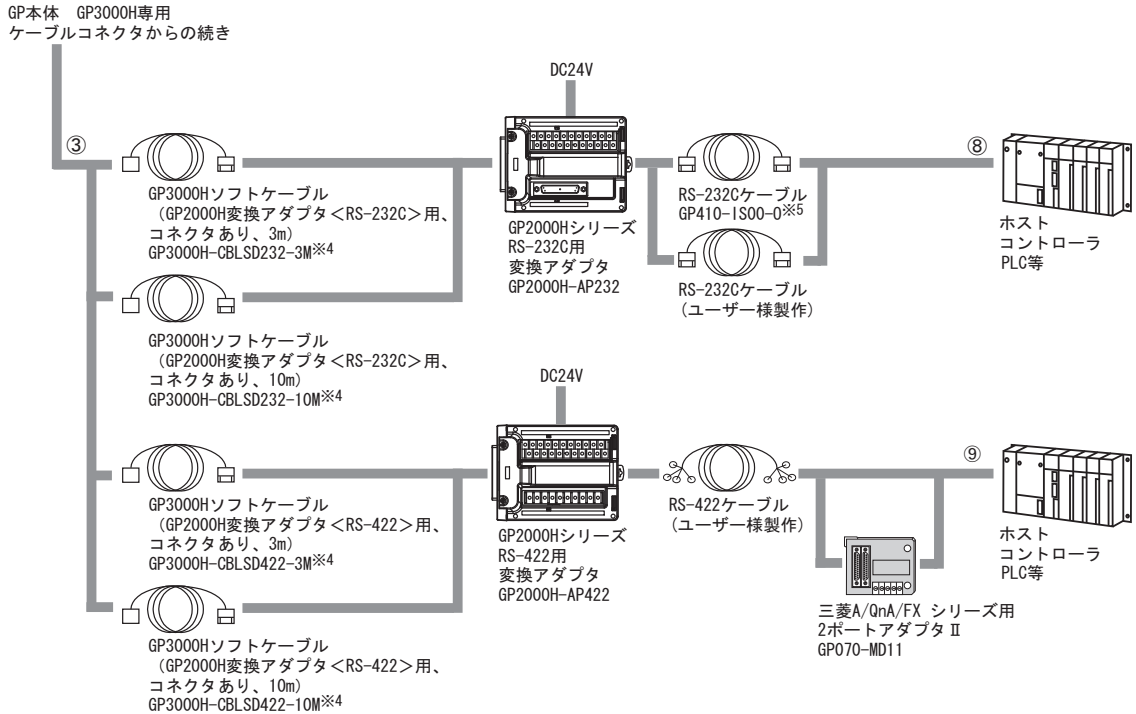 GP本体　GP3000H専用
ケーブルコネクタからの続き
③
GP3000Hソフトケーブル
（GP2000H変換アダプタ＜RS-232C＞用、
コネクタあり、3m）
GP3000H-CBLSD232-3M※4
GP3000Hソフトケーブル
（GP2000H変換アダプタ＜RS-232C＞用、
コネクタあり、10m）
GP3000H-CBLSD232-10M※4
DC24V
GP2000Hシリーズ
RS-232C用
変換アダプタ
GP2000H-AP232
RS-232Cケーブル
GP410-IS00-0※5
RS-232Cケーブル
（ユーザー様製作）
⑧
ホスト
コントローラ
PLC等
GP3000Hソフトケーブル
（GP2000H変換アダプタ＜RS-422＞用、
コネクタあり、3m）
GP3000H-CBLSD422-3M※4
GP3000Hソフトケーブル
（GP2000H変換アダプタ＜RS-422＞用、
コネクタあり、10m）
GP3000H-CBLSD422-10M※4
DC24V
GP2000Hシリーズ
RS-422用
変換アダプタ
GP2000H-AP422
RS-422ケーブル
（ユーザー様製作）
⑨
三菱A/QnA/FX シリーズ用
2ポートアダプタⅡ
GP070-MD11
ホスト
コントローラ
PLC等